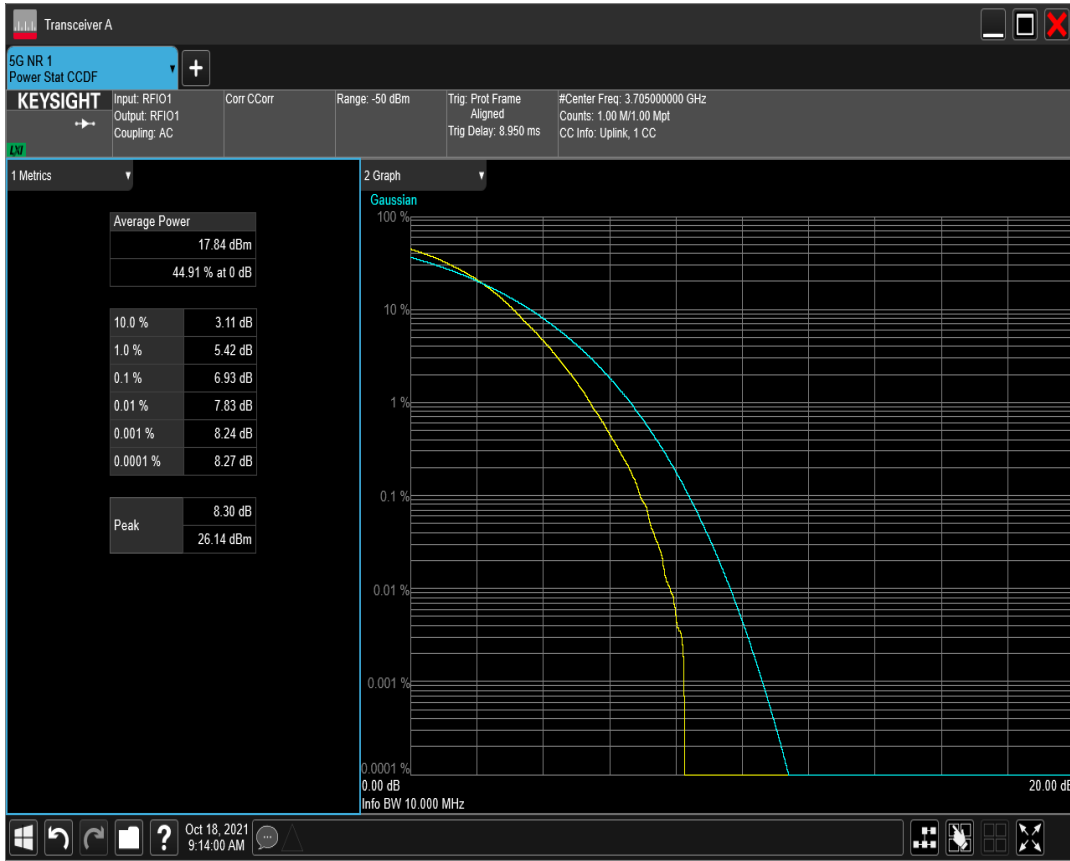 Transceiver A
5G NR 1
Power Stat CCDF
+
KEYSIGHT
LXI
Input: RFIO1
Output: RFIO1
Coupling: AC
Corr CCorr
Range: -50 dBm
Trig: Prot Frame
Aligned
Trig Delay: 8.950 ms
#Center Freq: 3.705000000 GHz
Counts: 1.00 M/1.00 Mpt
CC Info: Uplink, 1 CC
1 Metrics
Average Power
17.84 dBm
44.91 % at 0 dB
10.0 % 3.11 dB
1.0 % 5.42 dB
0.1 % 6.93 dB
0.01 % 7.83 dB
0.001 % 8.24 dB
0.0001 % 8.27 dB
Peak
8.30 dB
26.14 dBm
2 Graph
Gaussian
100 %
10 %
1 %
0.1 %
0.01 %
0.001 %
0.0001 %
0.00 dB 20.00 dB
Info BW 10.000 MHz
?
Oct 18, 2021
9:14:00 AM